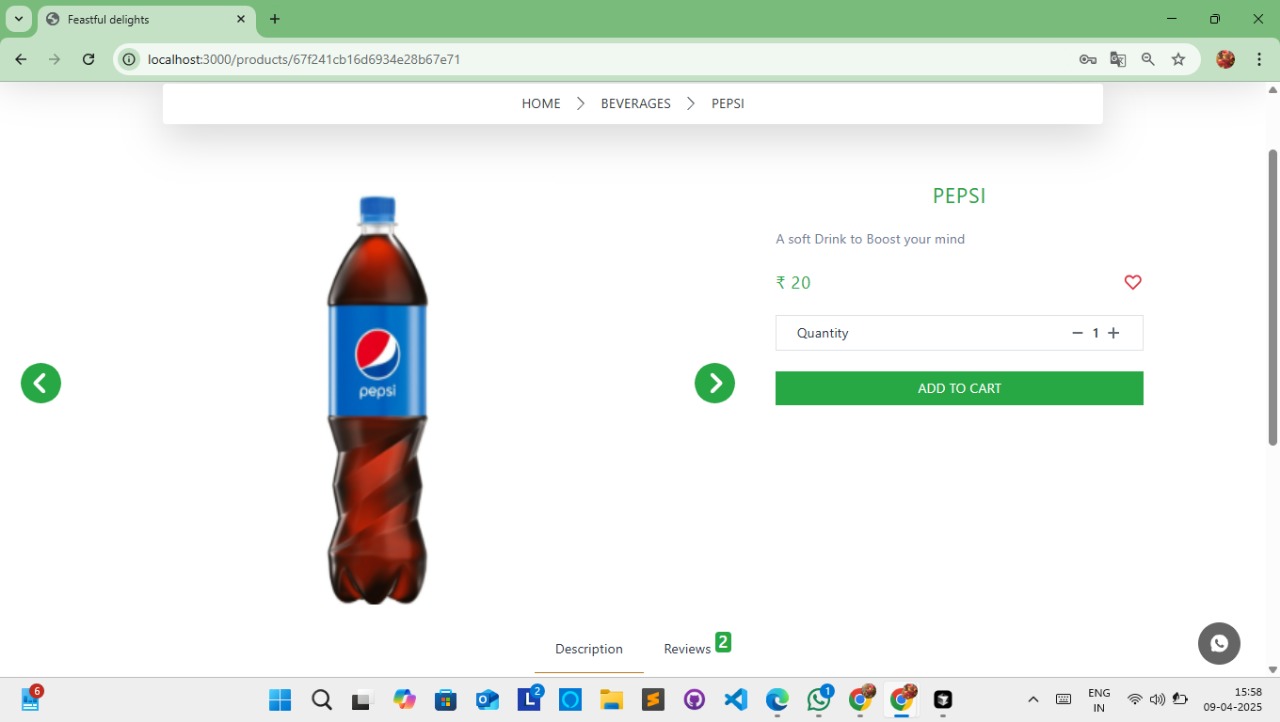 Feastful delights
localhost:3000/products/67f241cb16d6934e28b67e71
HOME BEVERAGES PEPSI
PEPSI
A soft Drink to Boost your mind
₹ 20
Quantity 1
ADD TO CART
pepsi
Description Reviews 2
6
L 2
1
ENG
IN
15:58
09-04-2025